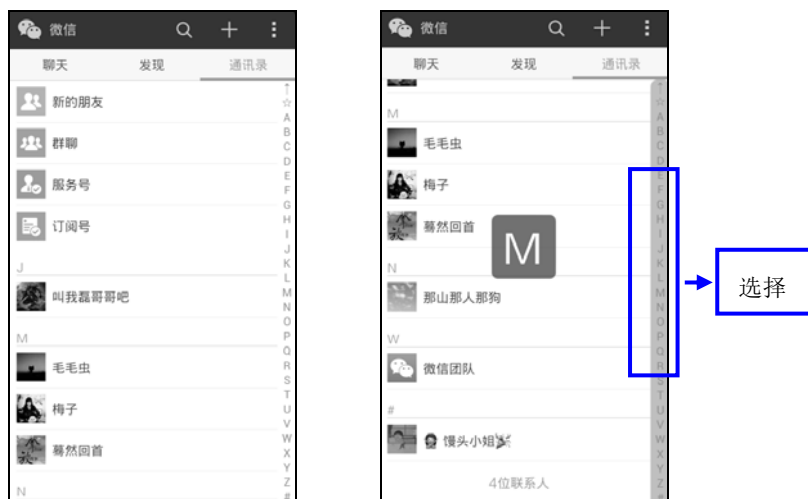 微信
聊天 发现 通讯录
新的朋友
群聊
服务号
订阅号
J
叫我磊哥哥吧
M
毛毛虫
梅子
蓦然回首
N
↑
☆
A
B
C
D
E
F
G
H
I
J
K
L
M
N
O
P
Q
R
S
T
U
V
W
X
Y
Z
#
微信
聊天 发现 通讯录
M
毛毛虫
梅子
蓦然回首
M
N
那山那人那狗
W
微信团队
#
馒头小姐
4位联系人
↑
☆
A
B
C
D
E
F
G
H
I
J
K
L
M
N
O
P
Q
R
S
T
U
V
W
X
Y
Z
#
选择